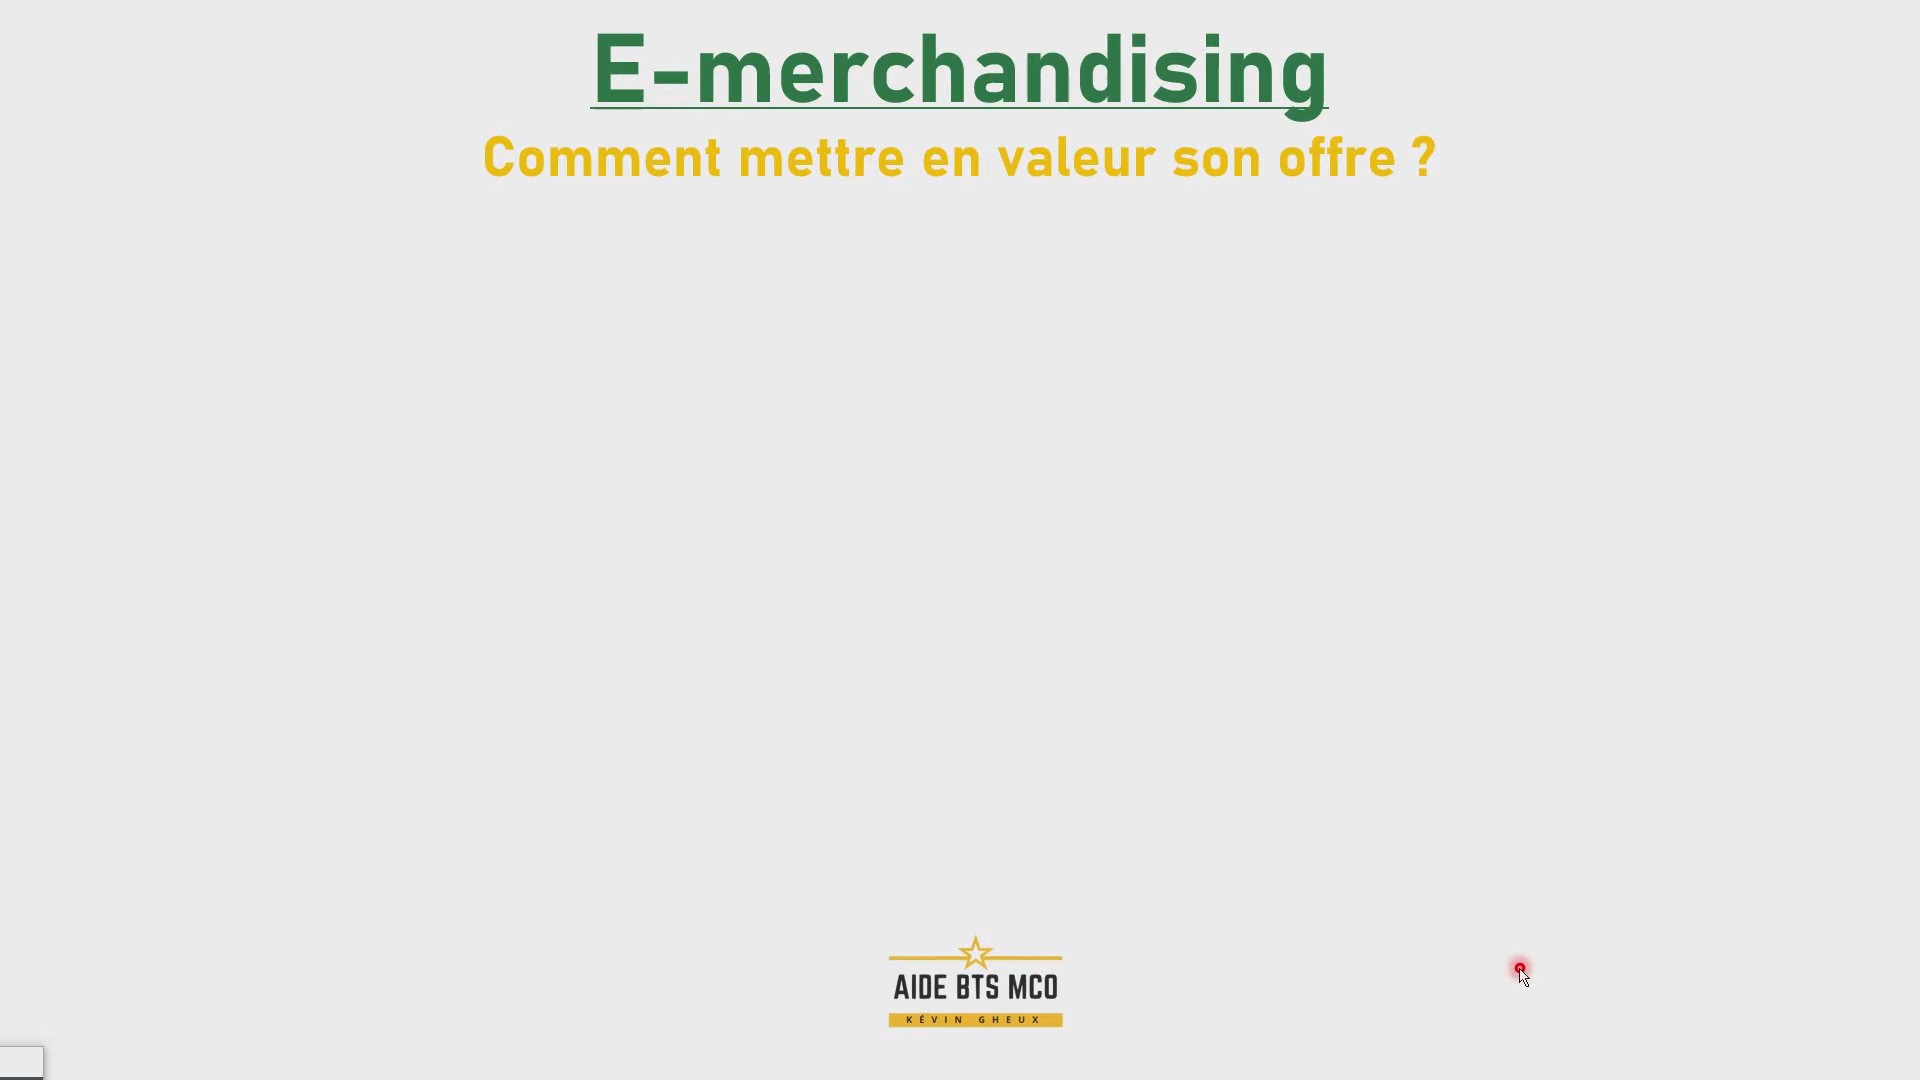 E-merchandising
Comment mettre en valeur son offre ?
AIDE BTS MCO
KÉVIN GHEUX